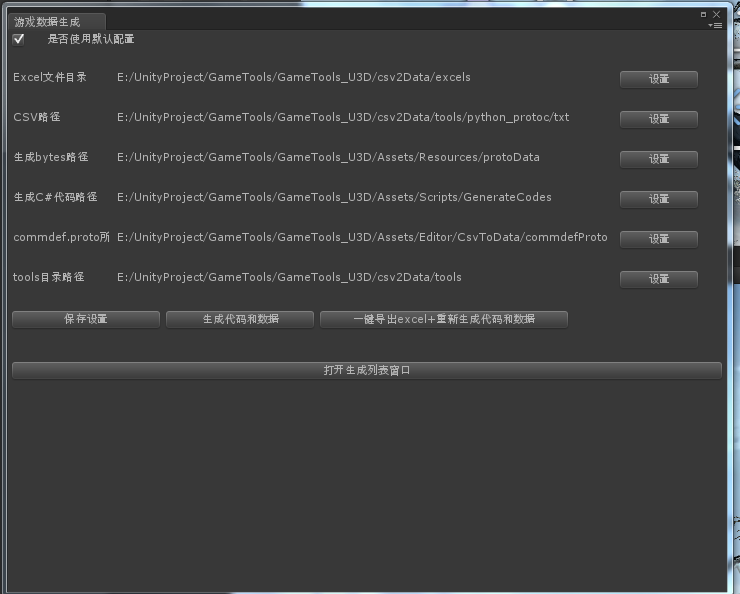 游戏数据生成
是否使用默认配置
Excel文件目录 E:/UnityProject/GameTools/GameTools_U3D/csv2Data/excels 设置
CSV路径 E:/UnityProject/GameTools/GameTools_U3D/csv2Data/tools/python_protoc/txt 设置
生成bytes路径 E:/UnityProject/GameTools/GameTools_U3D/Assets/Resources/protoData 设置
生成C#代码路径 E:/UnityProject/GameTools/GameTools_U3D/Assets/Scripts/GenerateCodes 设置
commdef.proto所 E:/UnityProject/GameTools/GameTools_U3D/Assets/Editor/CsvToData/commdefProto 设置
tools目录路径 E:/UnityProject/GameTools/GameTools_U3D/csv2Data/tools 设置
保存设置 生成代码和数据 一键导出excel+重新生成代码和数据
打开生成列表窗口